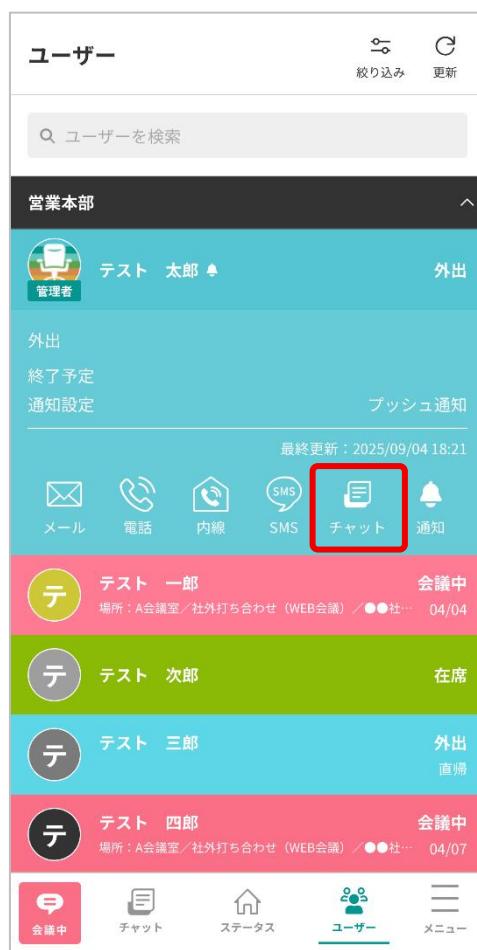 ユーザー
絞り込み
更新
ユーザーを検索
営業本部
テスト　太郎
外出
管理者
外出
終了予定
通知設定
プッシュ通知
最終更新：2025/09/04 18:21
SMS
メール
電話
内線
SMS
チャット
通知
テ
テスト　一郎
会議中
場所：A会議室／社外打ち合わせ（WEB会議）／●●社…
04/04
テ
テスト　次郎
在席
テ
テスト　三郎
外出
直帰
テ
テスト　四郎
会議中
場所：A会議室／社外打ち合わせ（WEB会議）／●●社…
04/07
会議中
チャット
ステータス
ユーザー
メニュー